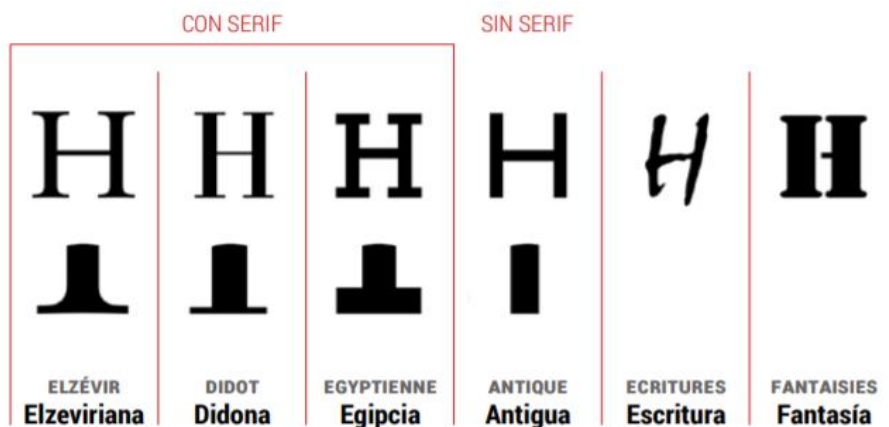 CON SERIF SIN SERIF
H H H H H H
ELZÉVIR DIDOT EGYPTIENNE ANTIQUE ECRITURES FANTAISIES
Elzeviriana Didona Egipcia Antigua Escritura Fantasía